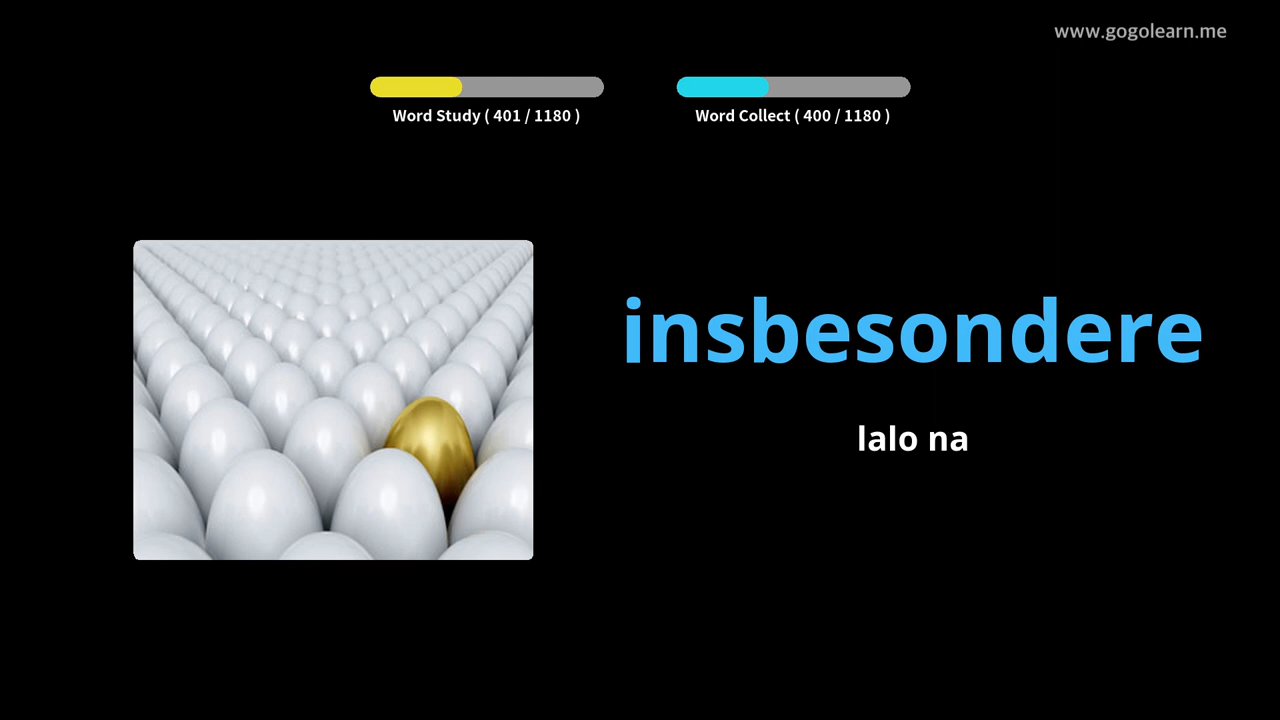 www.gogolearn.me
Word Study ( 401 / 1180 )
Word Collect ( 400 / 1180 )
insbesondere
lalo na